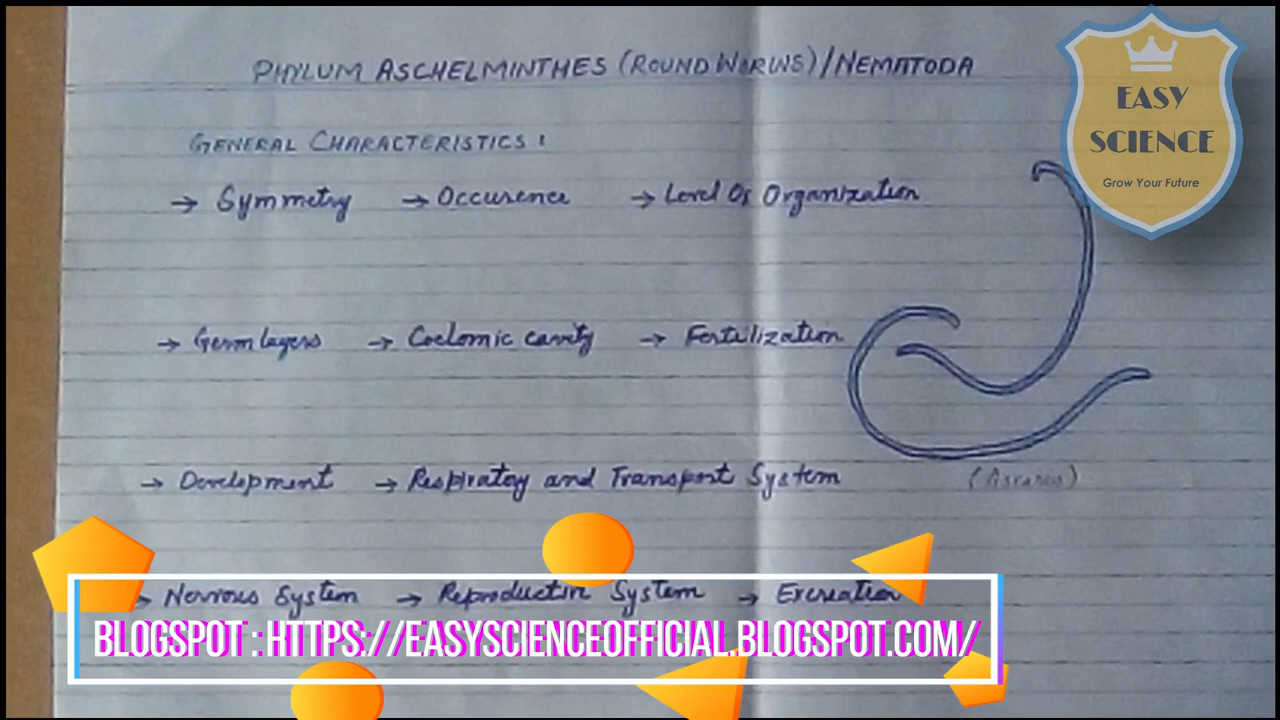 PHYLUM ASCHELMINTHES (ROUND WORMS)/NEMATODA
EASY
SCIENCE
Grow Your Future
GENERAL CHARACTERISTICS :
→ Symmetry → Occurence → Level Of Organization
→ Germ layers → Coelomic cavity → Fertilization
→ Development → Respiratory and Transport System
(Ascaris)
→ Nervous System → Reproductive System → Excreation
BLOGSPOT : HTTPS://EASYSCIENCEOFFICIAL.BLOGSPOT.COM/